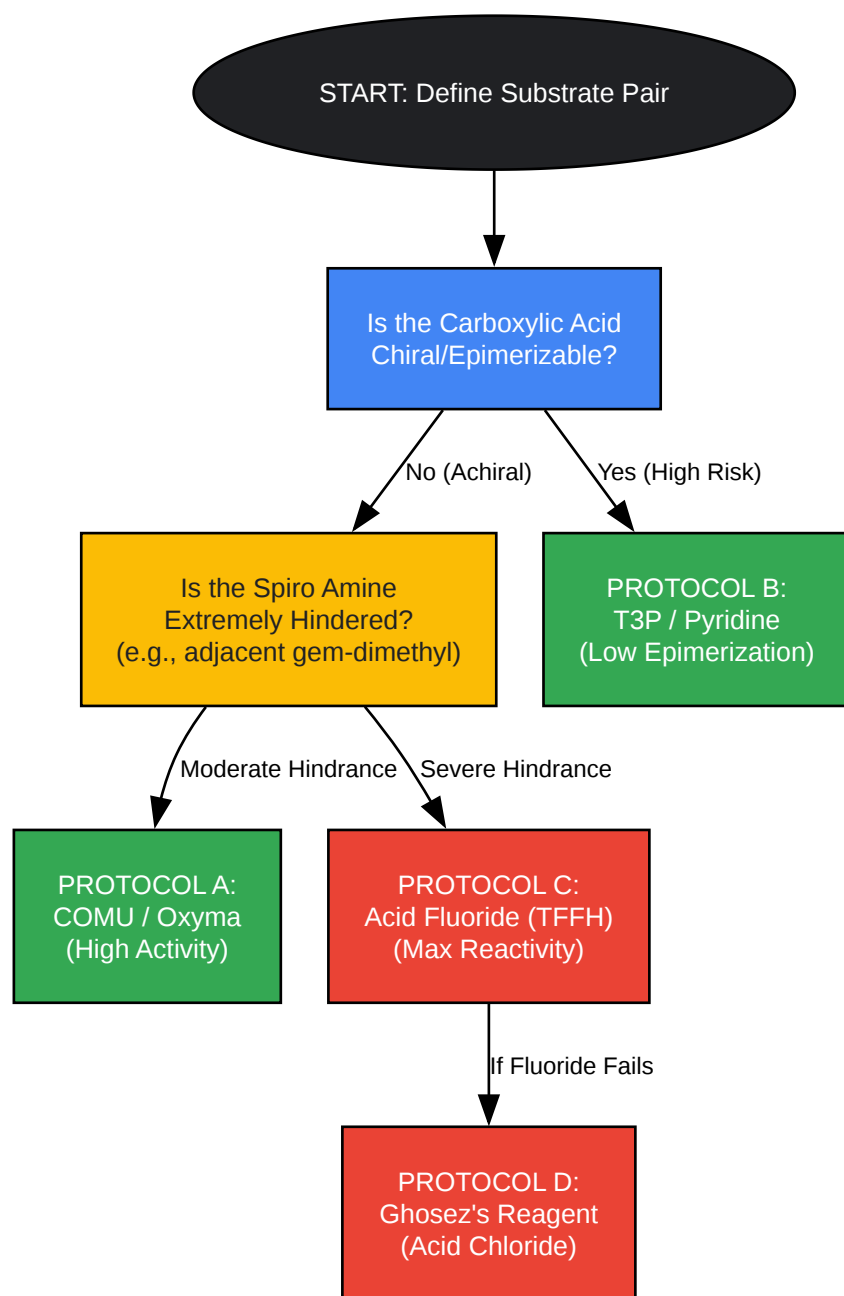 START: Define Substrate Pair
Is the Carboxylic Acid
Chiral/Epimerizable?
No (Achiral)
Yes (High Risk)
Is the Spiro Amine
Extremely Hindered?
(e.g., adjacent gem-dimethyl)
PROTOCOL B:
T3P / Pyridine
(Low Epimerization)
Moderate Hindrance
Severe Hindrance
PROTOCOL A:
COMU / Oxyma
(High Activity)
PROTOCOL C:
Acid Fluoride (TFFH)
(Max Reactivity)
If Fluoride Fails
PROTOCOL D:
Ghosez's Reagent
(Acid Chloride)